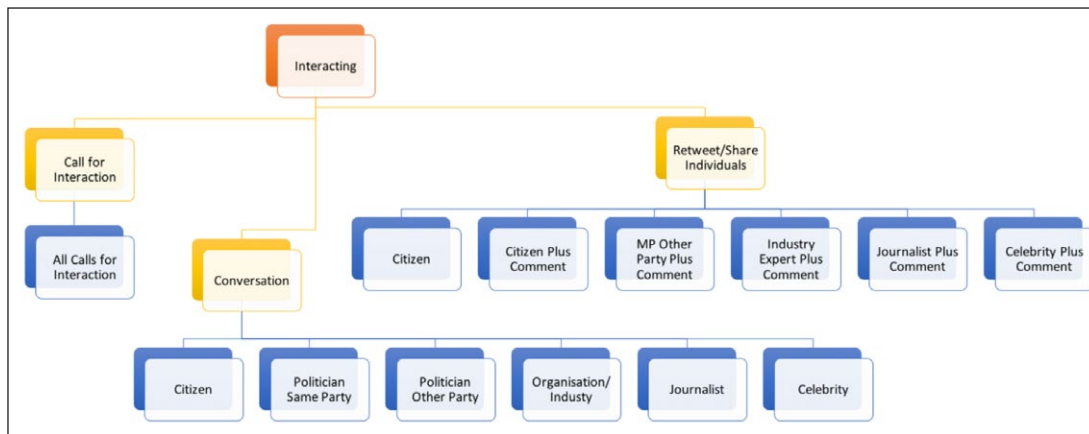 Interacting
Call for
Interaction
Retweet/Share
Individuals
All Calls for
Interaction
Conversation
Citizen
Citizen Plus
Comment
MP Other
Party Plus
Comment
Industry
Expert Plus
Comment
Journalist Plus
Comment
Celebrity Plus
Comment
Citizen
Politician
Same Party
Politician
Other Party
Organisation/
Industy
Journalist
Celebrity